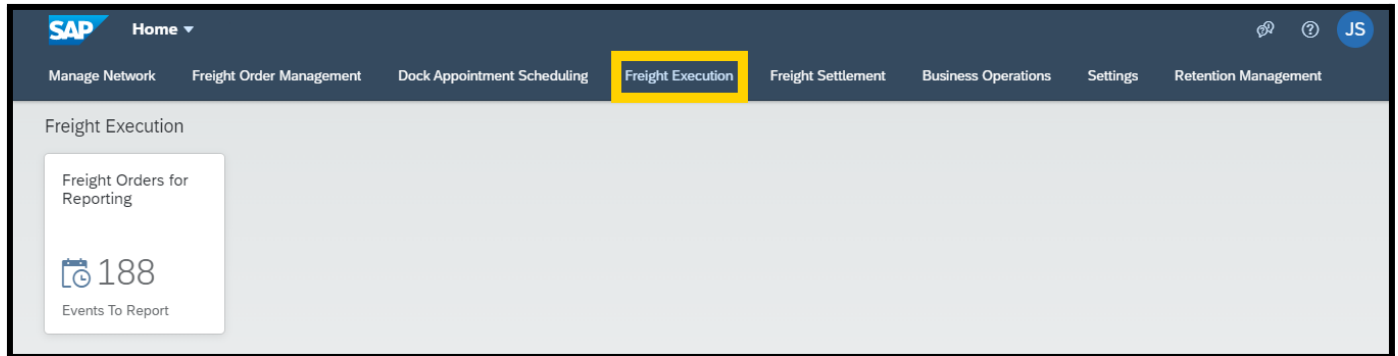 SAP Home
JS
Manage Network Freight Order Management Dock Appointment Scheduling Freight Execution Freight Settlement Business Operations Settings Retention Management
Freight Execution
Freight Orders for
Reporting
188
Events To Report